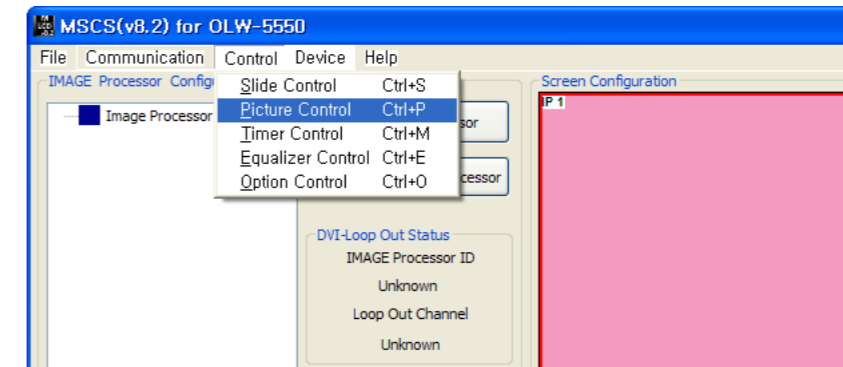 MSCS(v8.2) for OLW-5550
File Communication Control Device Help
IMAGE Processor Configu
Image Processor
Slide Control Ctrl+S
Picture Control Ctrl+P
Timer Control Ctrl+M
Equalizer Control Ctrl+E
Option Control Ctrl+O
sor
cessor
DVI-Loop Out Status
IMAGE Processor ID
Unknown
Loop Out Channel
Unknown
Screen Configuration
IP 1